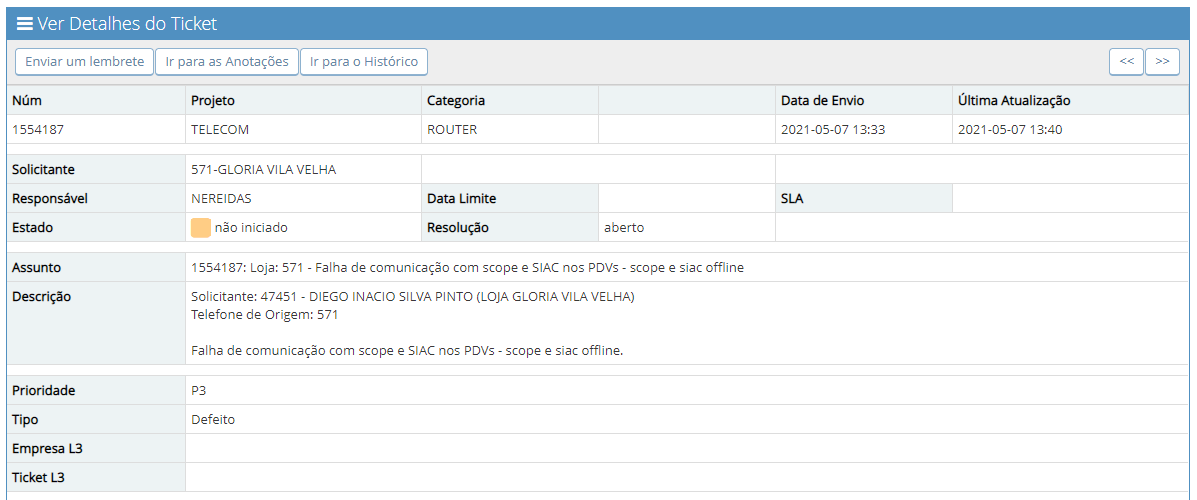 Ver Detalhes do Ticket
Enviar um lembrete Ir para as Anotações Ir para o Histórico << >>
Núm Projeto Categoria Data de Envio Última Atualização
1554187 TELECOM ROUTER 2021-05-07 13:33 2021-05-07 13:40
Solicitante 571-GLORIA VILA VELHA
Responsável NEREIDAS Data Limite SLA
Estado não iniciado Resolução aberto
Assunto 1554187: Loja: 571 - Falha de comunicação com scope e SIAC nos PDVs - scope e siac offline
Descrição Solicitante: 47451 - DIEGO INACIO SILVA PINTO (LOJA GLORIA VILA VELHA)
Telefone de Origem: 571
Falha de comunicação com scope e SIAC nos PDVs - scope e siac offline.
Prioridade P3
Tipo Defeito
Empresa L3
Ticket L3